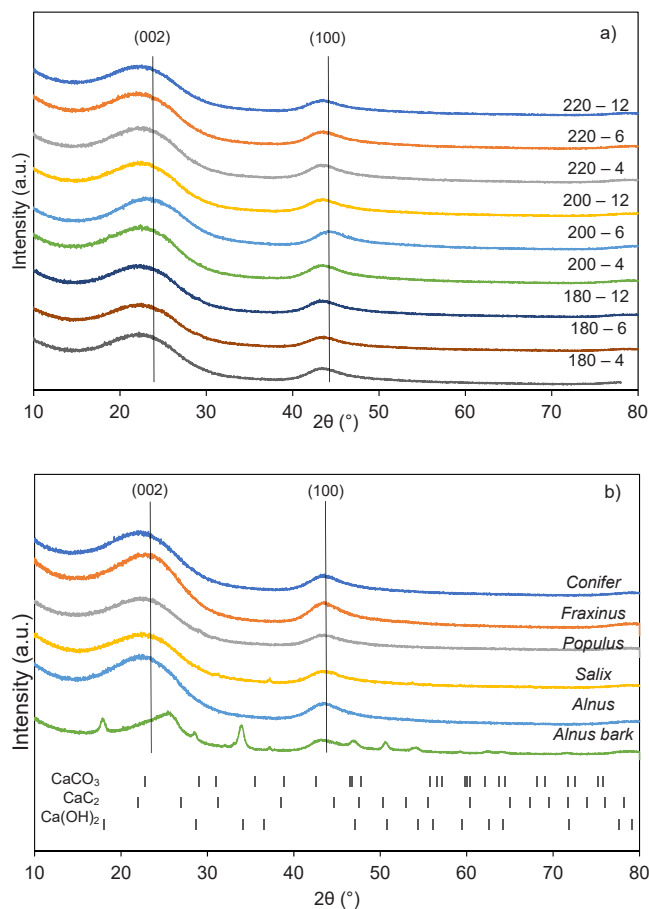 (002) (100) a)
220 – 12
220 – 6
220 – 4
200 – 12
200 – 6
200 – 4
180 – 12
180 – 6
180 – 4
Intensity (a.u.)
10 20 30 40 50 60 70 80
2θ (°)
(002) (100) b)
Conifer
Fraxinus
Populus
Salix
Alnus
Alnus bark
Intensity (a.u.)
CaCO₃
CaC₂
Ca(OH)₂
10 20 30 40 50 60 70 80
2θ (°)